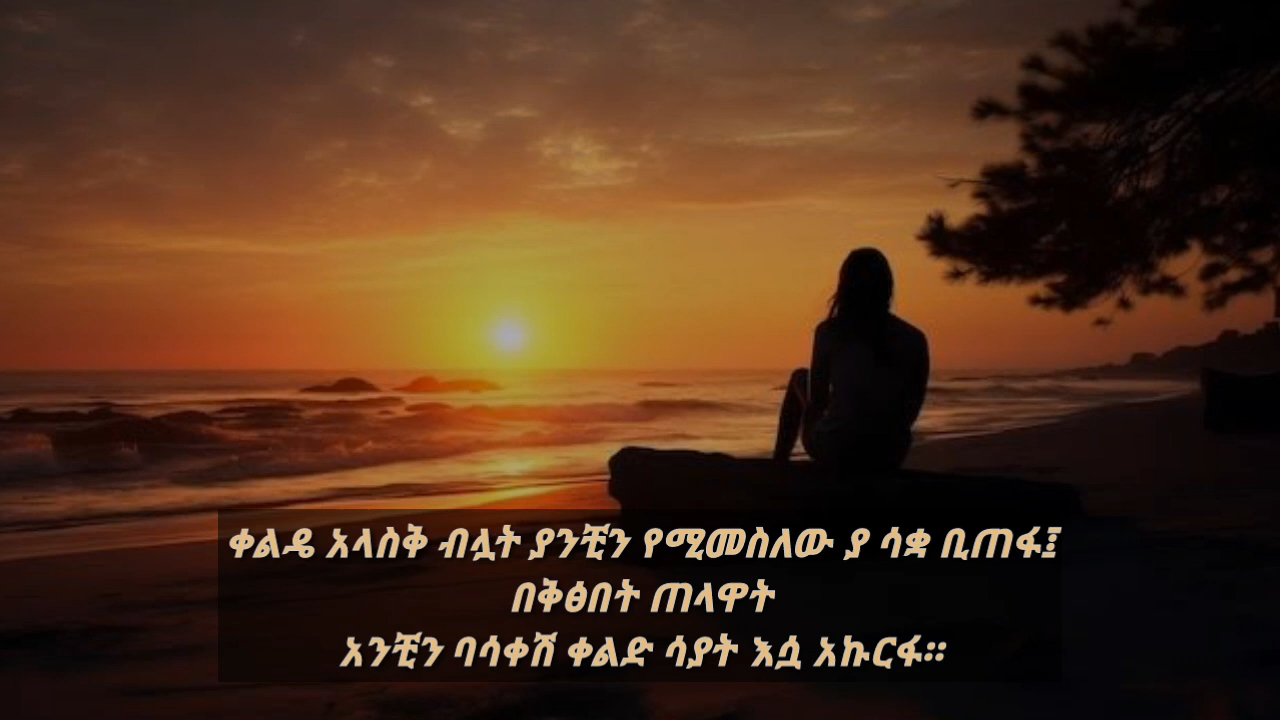 ቀልዴ አላስቅ ብሏት ያንቺን የሚመስለው ያ ሳቋ ቢጠፋ፤
በቅፅበት ጠላዋት
አንቺን ባሳቀሽ ቀልድ ሳያት እሷ አኩርፋ።